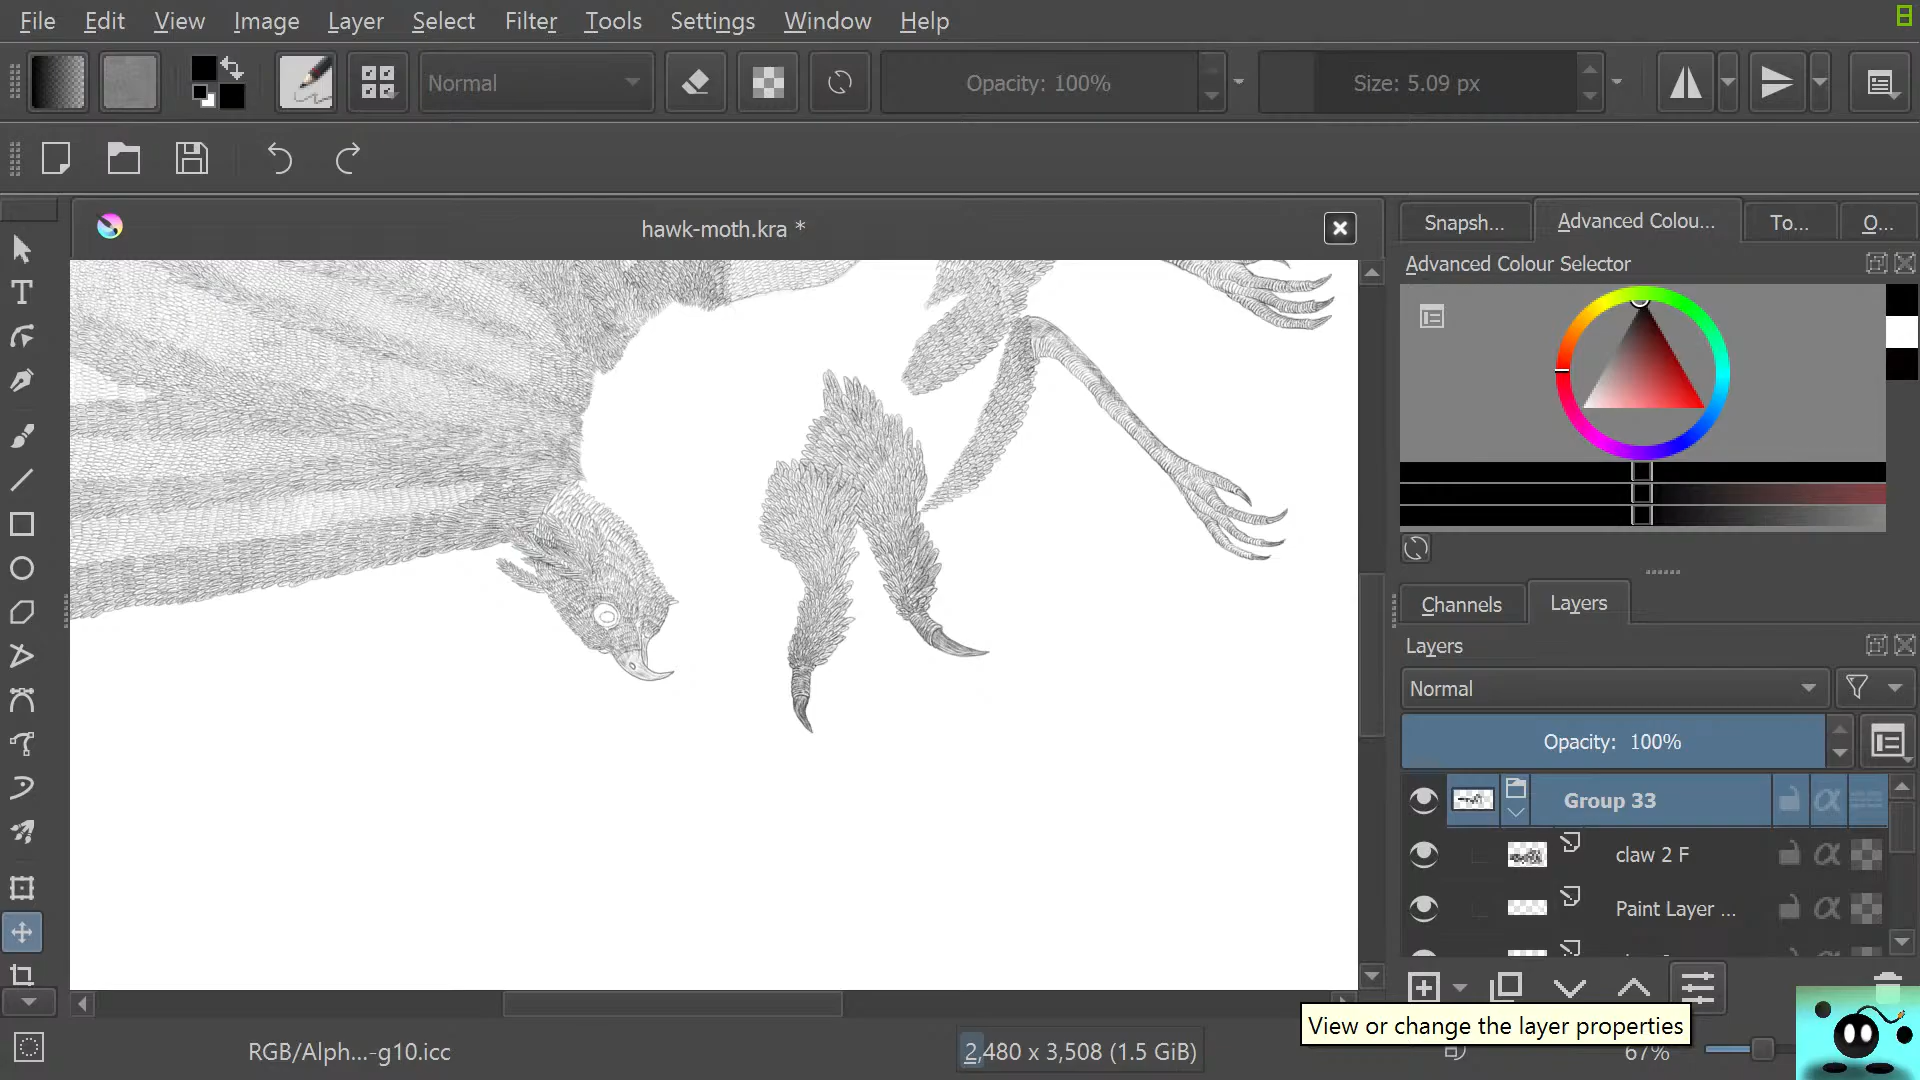 File Edit View Image Layer Select Filter Tools Settings Window Help
Normal Opacity: 100% Size: 5.09 px
hawk-moth.kra *
Snapsh... Advanced Colou... To... O...
Advanced Colour Selector
Channels Layers
Layers
Normal
Opacity: 100%
Group 33
claw 2 F
Paint Layer ...
View or change the layer properties
RGB/Alph...-g10.icc 2,480 x 3,508 (1.5 GiB) 67%